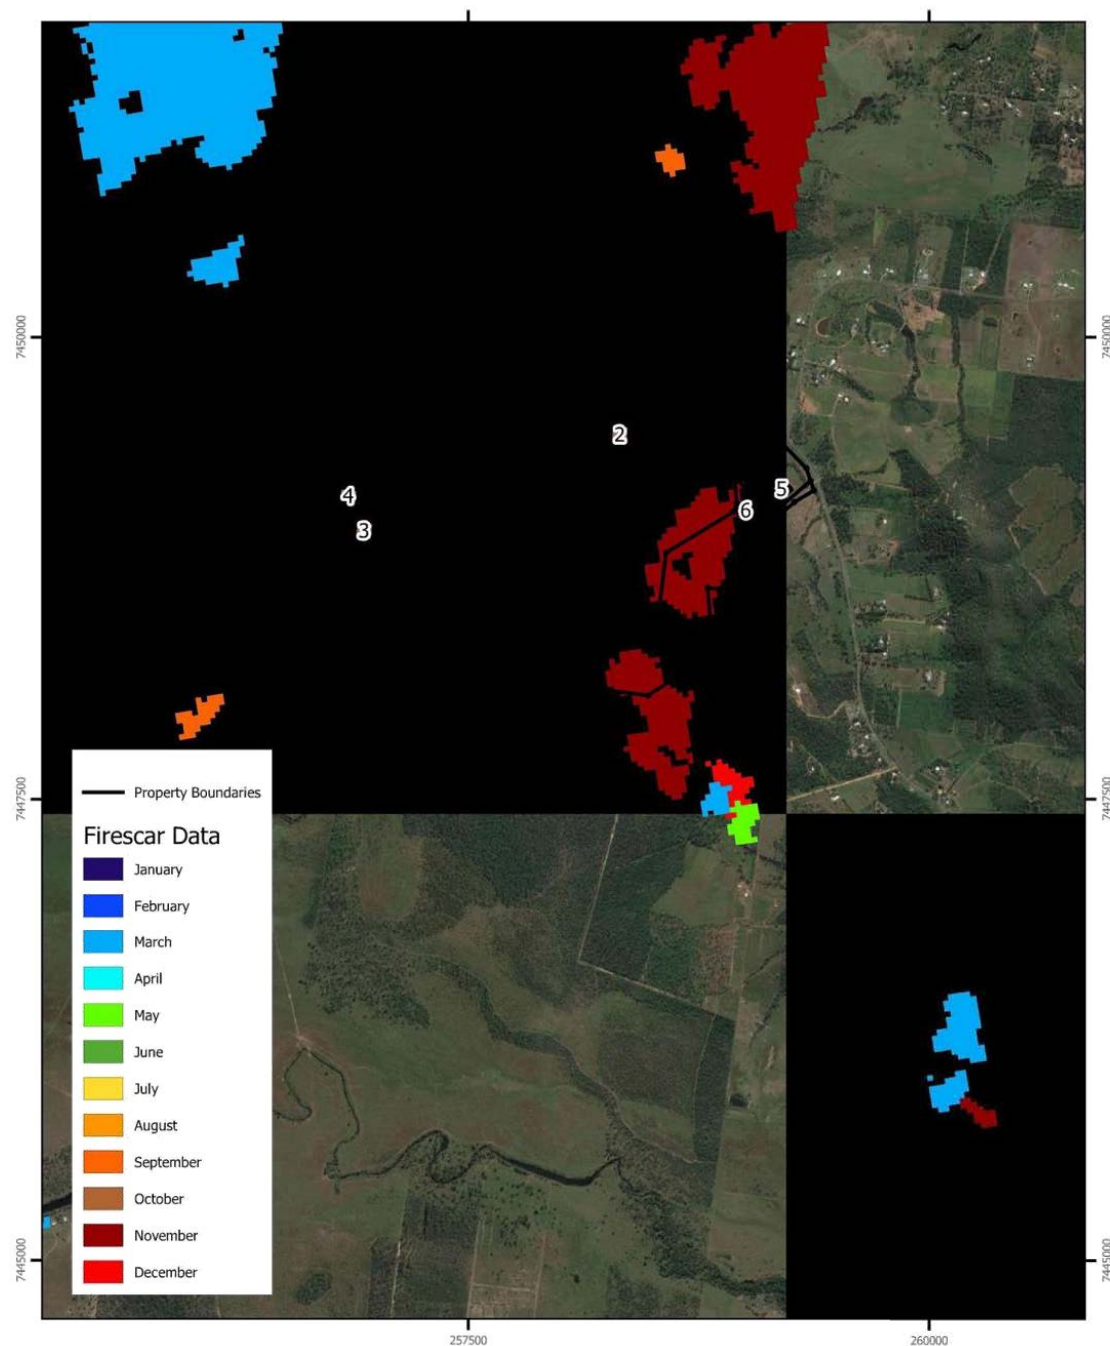 7450000
7450000
2
4
3
5
6
7447500
7447500
Property Boundaries
Firescar Data
January
February
March
April
May
June
July
August
September
October
November
December
7445000
7445000
257500
260000